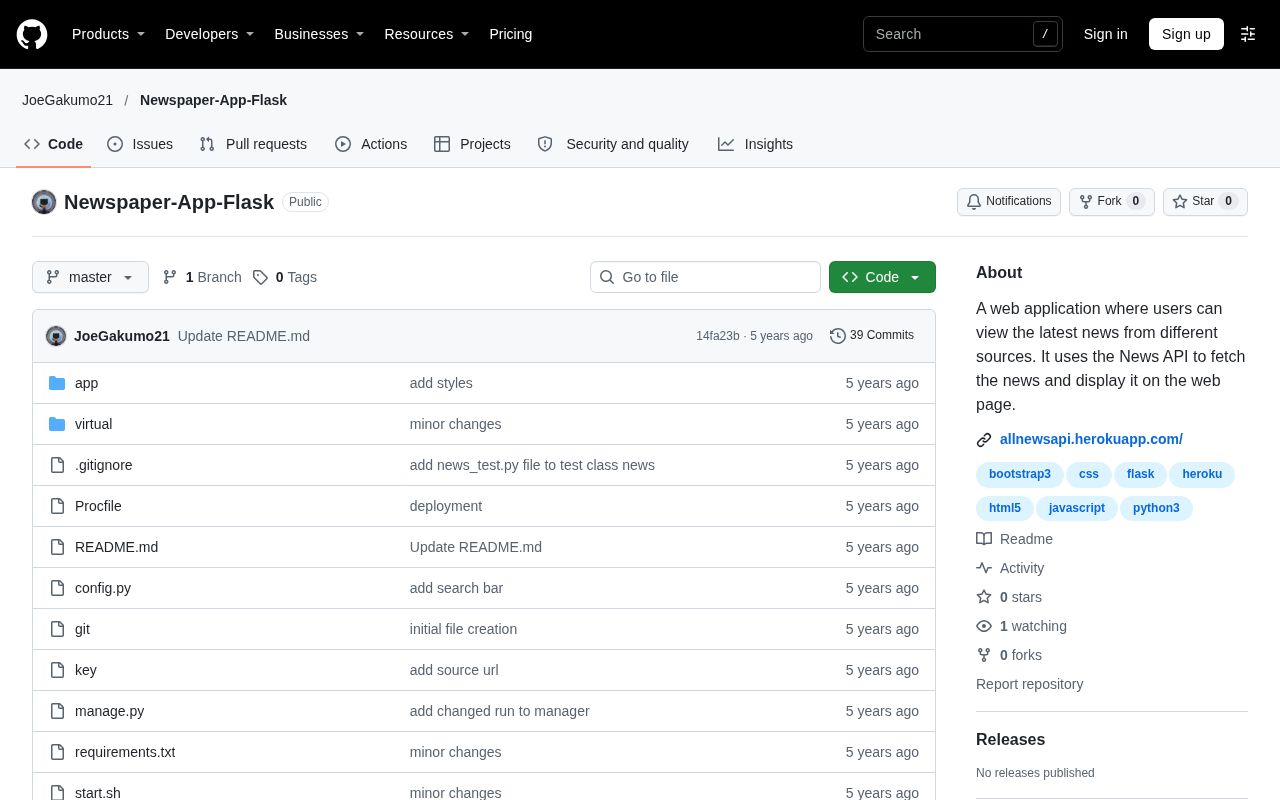 Products Developers Businesses Resources Pricing Search / Sign in Sign up
JoeGakumo21 / Newspaper-App-Flask
Code Issues Pull requests Actions Projects Security and quality Insights
Newspaper-App-Flask Public Notifications Fork 0 Star 0
master 1 Branch 0 Tags Go to file Code
JoeGakumo21 Update README.md 14fa23b · 5 years ago 39 Commits
app add styles 5 years ago
virtual minor changes 5 years ago
.gitignore add news_test.py file to test class news 5 years ago
Procfile deployment 5 years ago
README.md Update README.md 5 years ago
config.py add search bar 5 years ago
git initial file creation 5 years ago
key add source url 5 years ago
manage.py add changed run to manager 5 years ago
requirements.txt minor changes 5 years ago
start.sh minor changes 5 years ago
About
A web application where users can
view the latest news from different
sources. It uses the News API to fetch
the news and display it on the web
page.
allnewsapi.herokuapp.com/
bootstrap3 css flask heroku
html5 javascript python3
Readme
Activity
0 stars
1 watching
0 forks
Report repository
Releases
No releases published